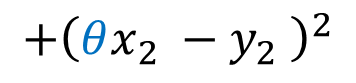 +(θx₂ − y₂ )²